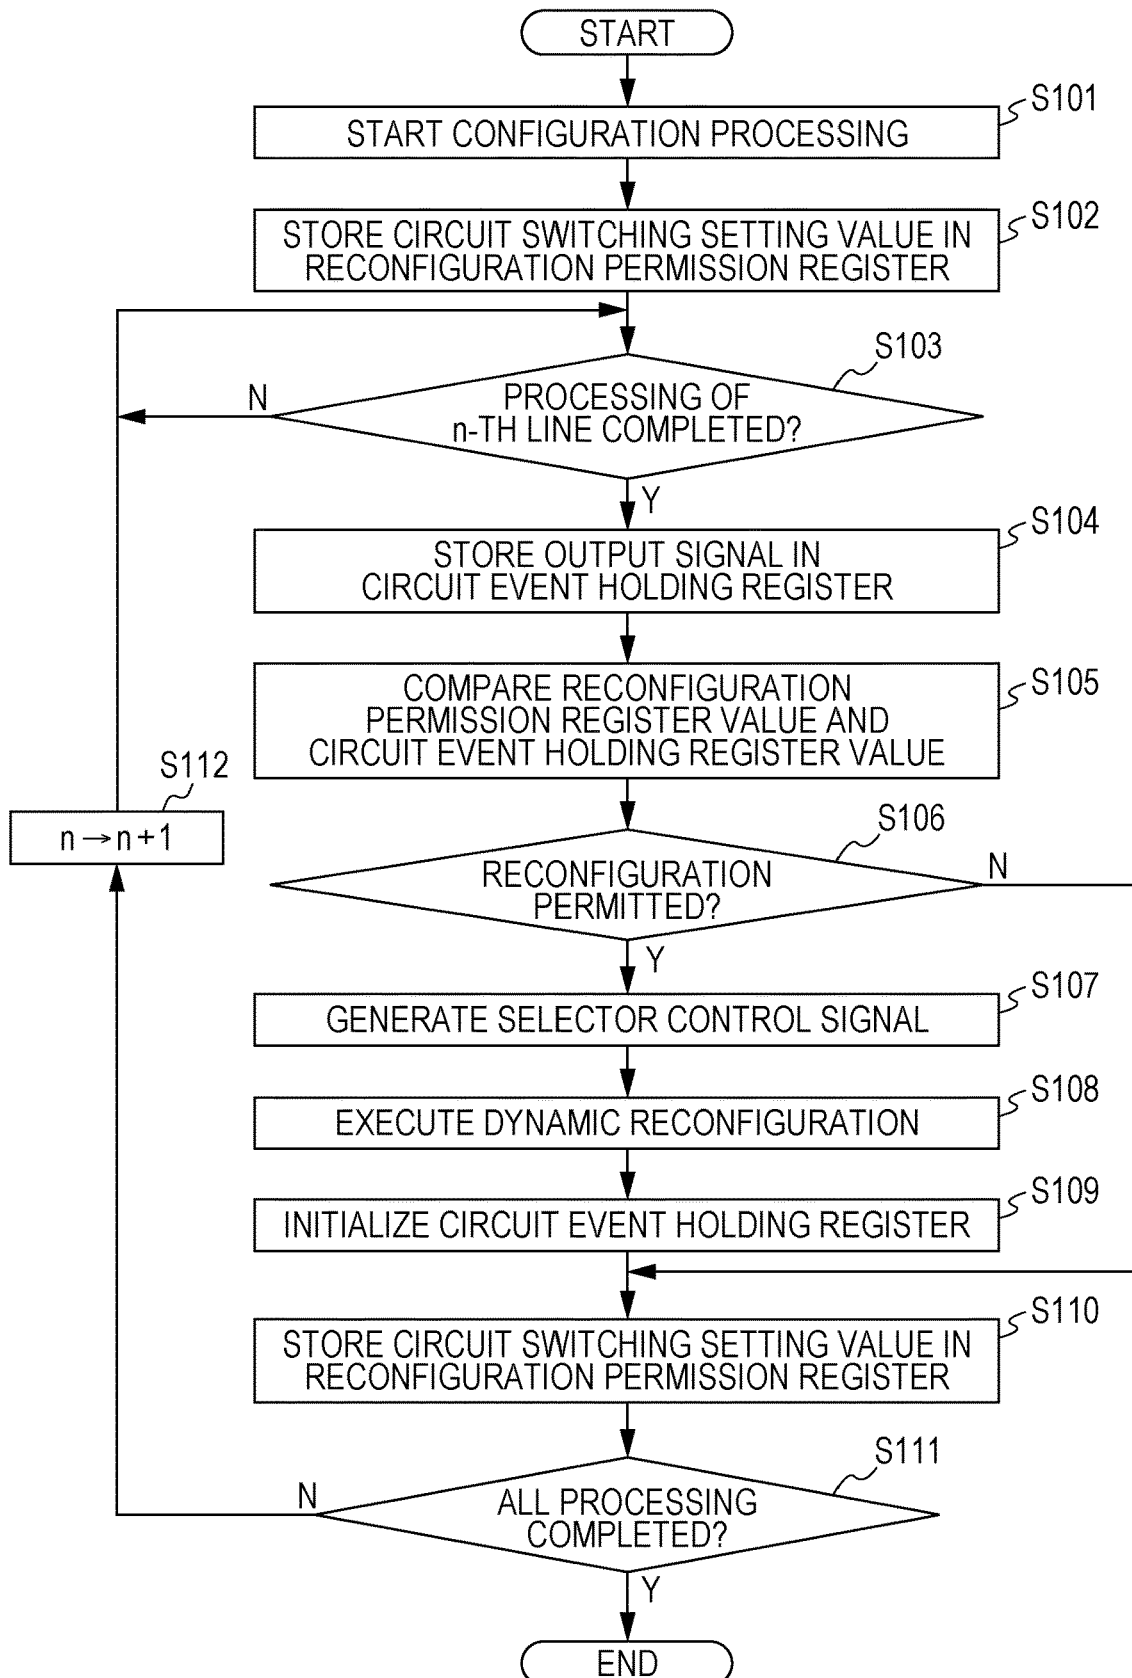 START
S101
START CONFIGURATION PROCESSING
S102
STORE CIRCUIT SWITCHING SETTING VALUE IN
RECONFIGURATION PERMISSION REGISTER
S103
PROCESSING OF
n-TH LINE COMPLETED?
N
Y
S104
STORE OUTPUT SIGNAL IN
CIRCUIT EVENT HOLDING REGISTER
S105
COMPARE RECONFIGURATION
PERMISSION REGISTER VALUE AND
CIRCUIT EVENT HOLDING REGISTER VALUE
S112
n→n+1
S106
RECONFIGURATION
PERMITTED?
N
Y
S107
GENERATE SELECTOR CONTROL SIGNAL
S108
EXECUTE DYNAMIC RECONFIGURATION
S109
INITIALIZE CIRCUIT EVENT HOLDING REGISTER
S110
STORE CIRCUIT SWITCHING SETTING VALUE IN
RECONFIGURATION PERMISSION REGISTER
S111
ALL PROCESSING
COMPLETED?
N
Y
END